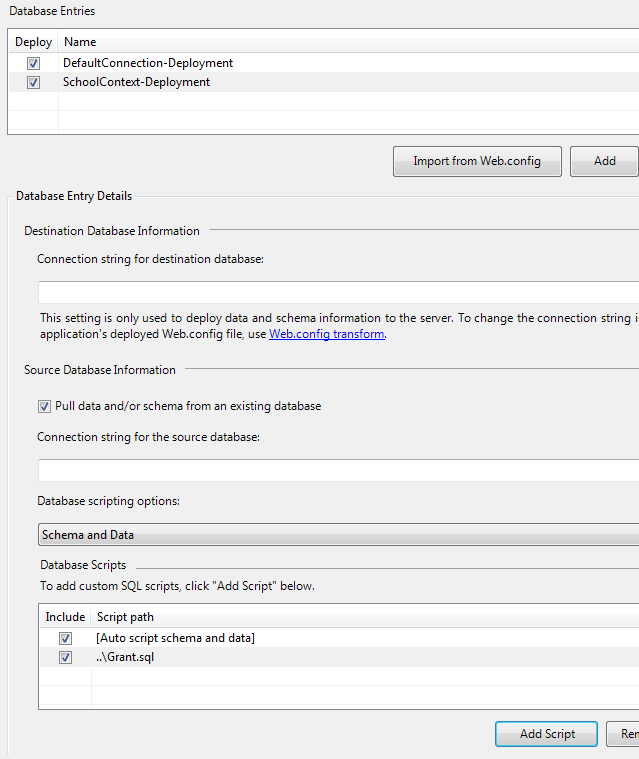 Database Entries
Deploy Name
DefaultConnection-Deployment
SchoolContext-Deployment
Import from Web.config Add
Database Entry Details
Destination Database Information
Connection string for destination database:
This setting is only used to deploy data and schema information to the server. To change the connection string i
application's deployed Web.config file, use Web.config transform.
Source Database Information
Pull data and/or schema from an existing database
Connection string for the source database:
Database scripting options:
Schema and Data
Database Scripts
To add custom SQL scripts, click "Add Script" below.
Include Script path
[Auto script schema and data]
..\Grant.sql
Add Script Ren